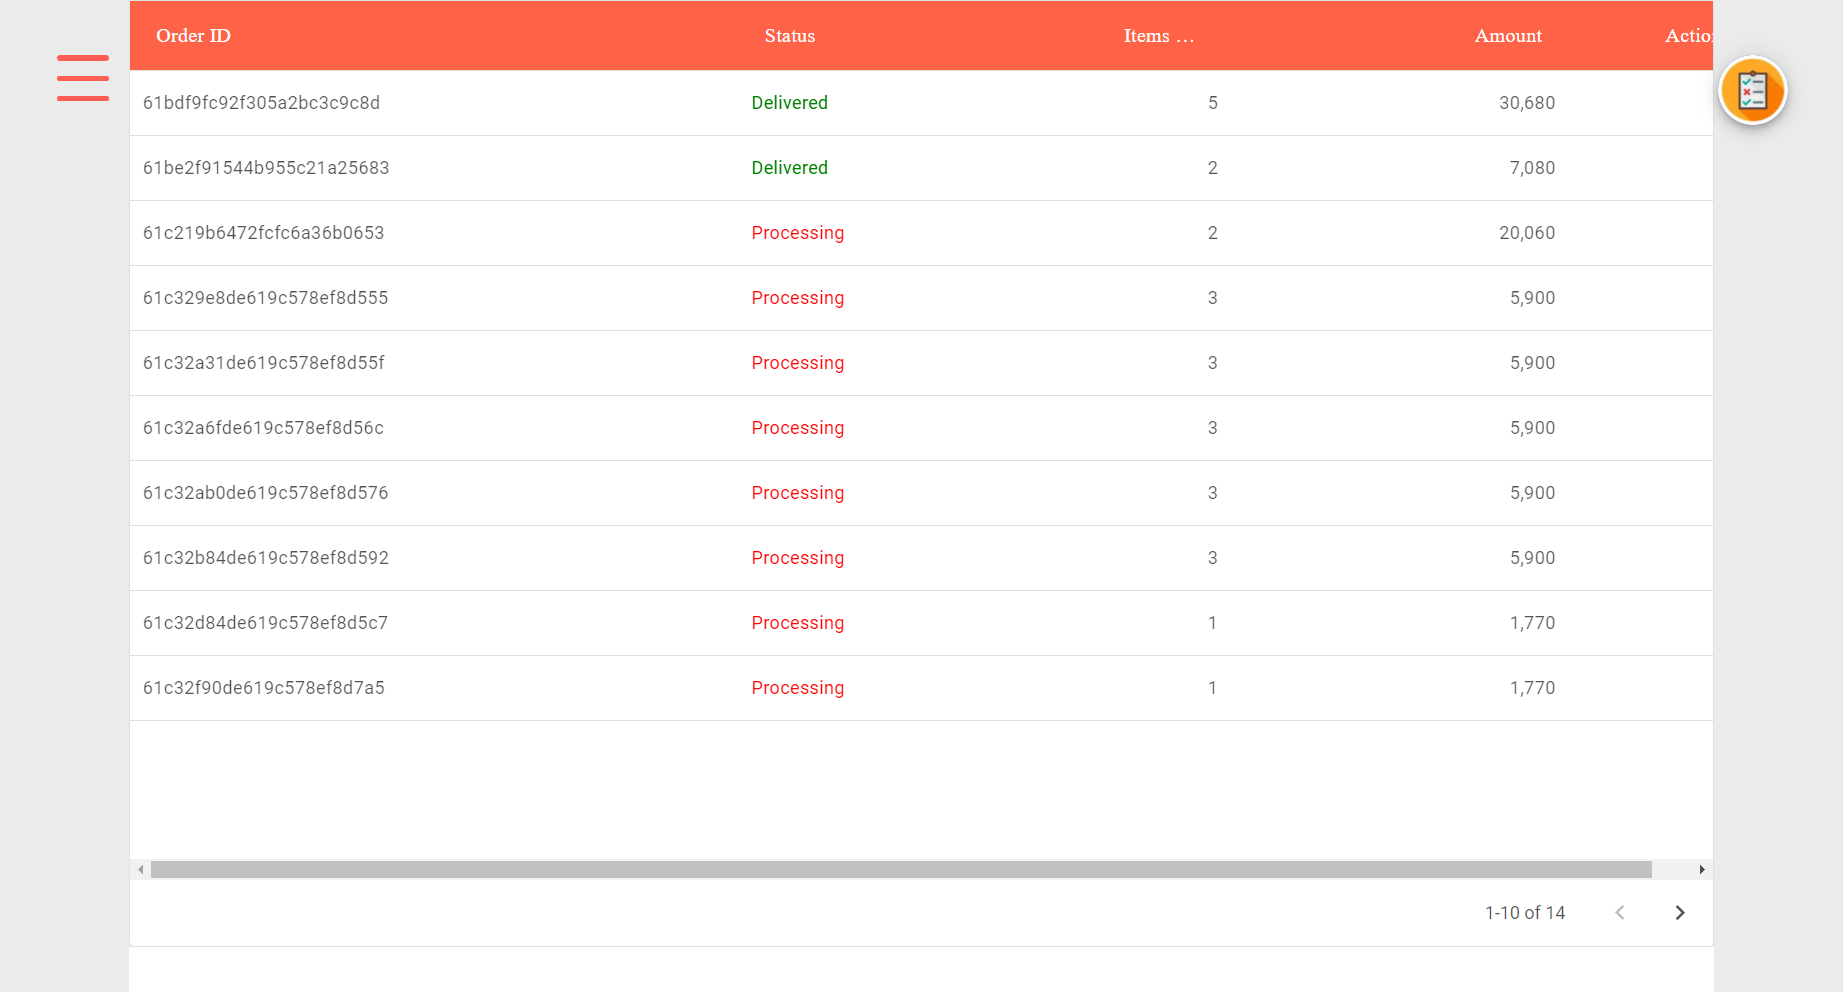 Order ID Status Items ... Amount Actio
61bdf9fc92f305a2bc3c9c8d Delivered 5 30,680
61be2f91544b955c21a25683 Delivered 2 7,080
61c219b6472fcfc6a36b0653 Processing 2 20,060
61c329e8de619c578ef8d555 Processing 3 5,900
61c32a31de619c578ef8d55f Processing 3 5,900
61c32a6fde619c578ef8d56c Processing 3 5,900
61c32ab0de619c578ef8d576 Processing 3 5,900
61c32b84de619c578ef8d592 Processing 3 5,900
61c32d84de619c578ef8d5c7 Processing 1 1,770
61c32f90de619c578ef8d7a5 Processing 1 1,770
1-10 of 14